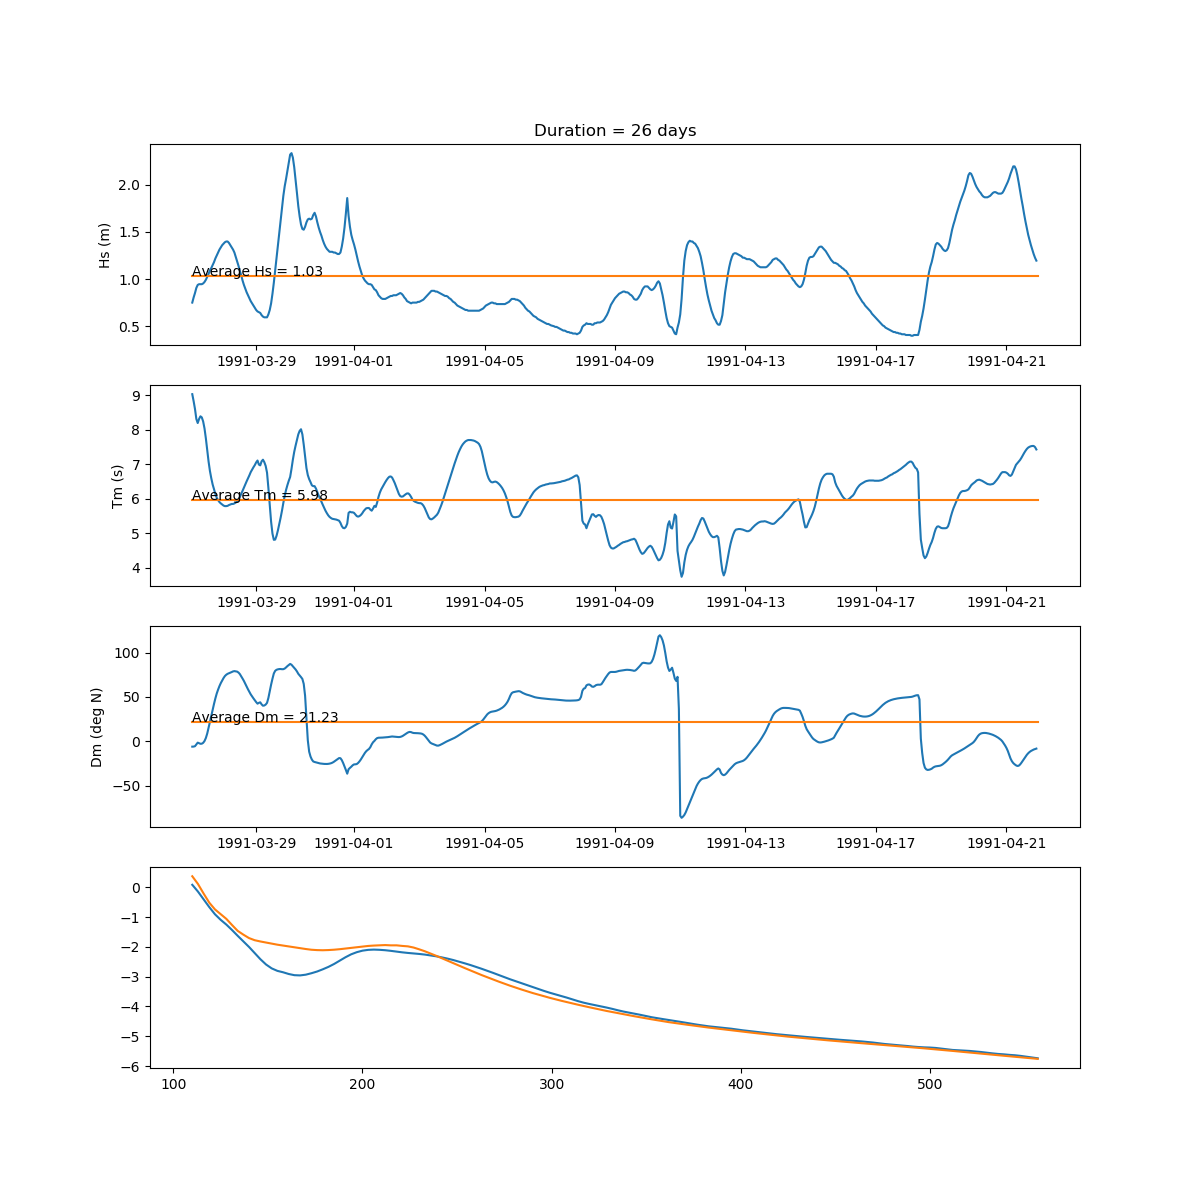 Duration = 26 days
Hs (m)
2.0
1.5
1.0
0.5
Average Hs = 1.03
1991-03-29 1991-04-01 1991-04-05 1991-04-09 1991-04-13 1991-04-17 1991-04-21
Tm (s)
9
8
7
6
5
4
Average Tm = 5.98
1991-03-29 1991-04-01 1991-04-05 1991-04-09 1991-04-13 1991-04-17 1991-04-21
Dm (deg N)
100
50
0
−50
Average Dm = 21.23
1991-03-29 1991-04-01 1991-04-05 1991-04-09 1991-04-13 1991-04-17 1991-04-21
0
−1
−2
−3
−4
−5
−6
100 200 300 400 500